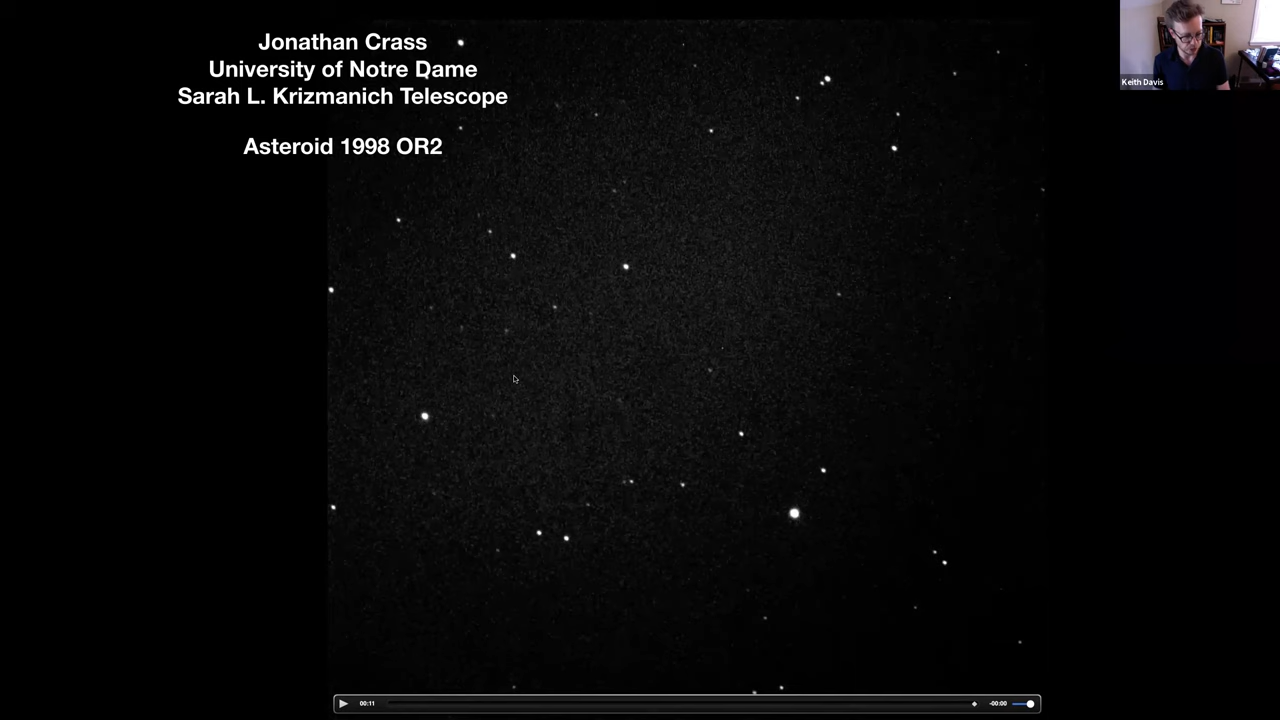 Jonathan Crass
University of Notre Dame
Sarah L. Krizmanich Telescope
Asteroid 1998 OR2
Keith Davis
00:11
-00:00